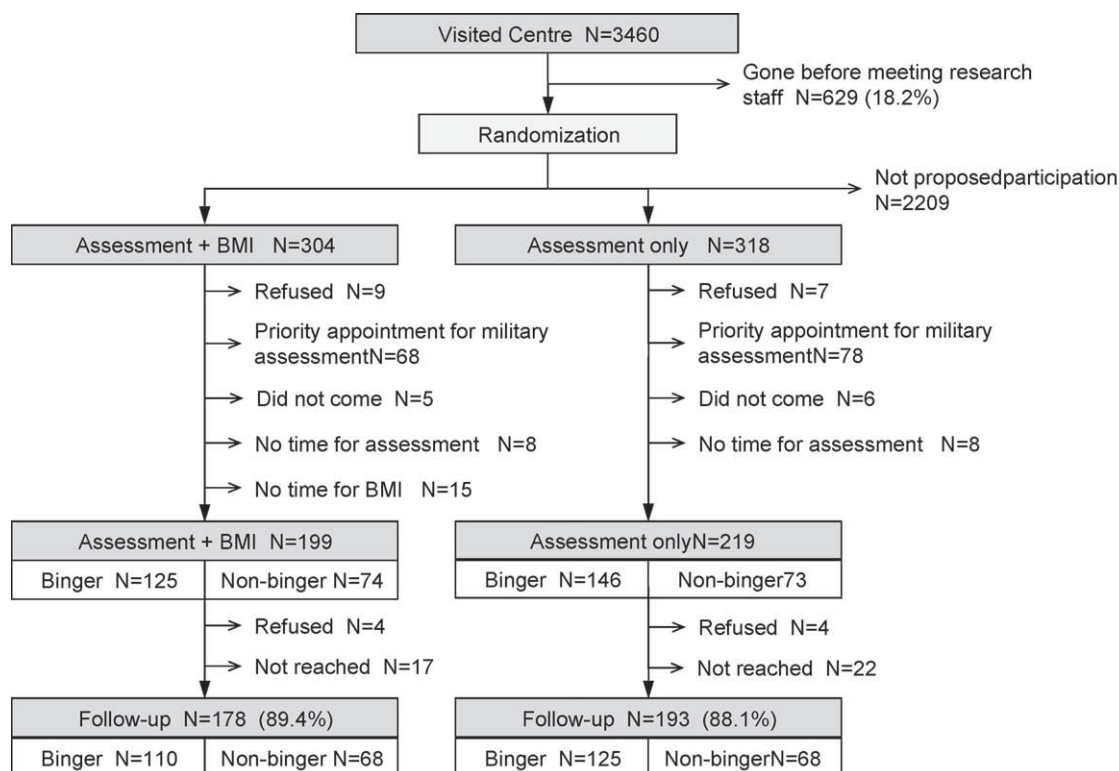 Visited Centre N=3460
Gone before meeting research
staff N=629 (18.2%)
Randomization
Not proposedparticipation
N=2209
Assessment + BMI N=304
Refused N=9
Priority appointment for military
assessmentN=68
Did not come N=5
No time for assessment N=8
No time for BMI N=15
Assessment + BMI N=199
Binger N=125
Non-binger N=74
Refused N=4
Not reached N=17
Follow-up N=178 (89.4%)
Binger N=110
Non-binger N=68
Assessment only N=318
Refused N=7
Priority appointment for military
assessmentN=78
Did not come N=6
No time for assessment N=8
Assessment onlyN=219
Binger N=146
Non-binger73
Refused N=4
Not reached N=22
Follow-up N=193 (88.1%)
Binger N=125
Non-bingerN=68